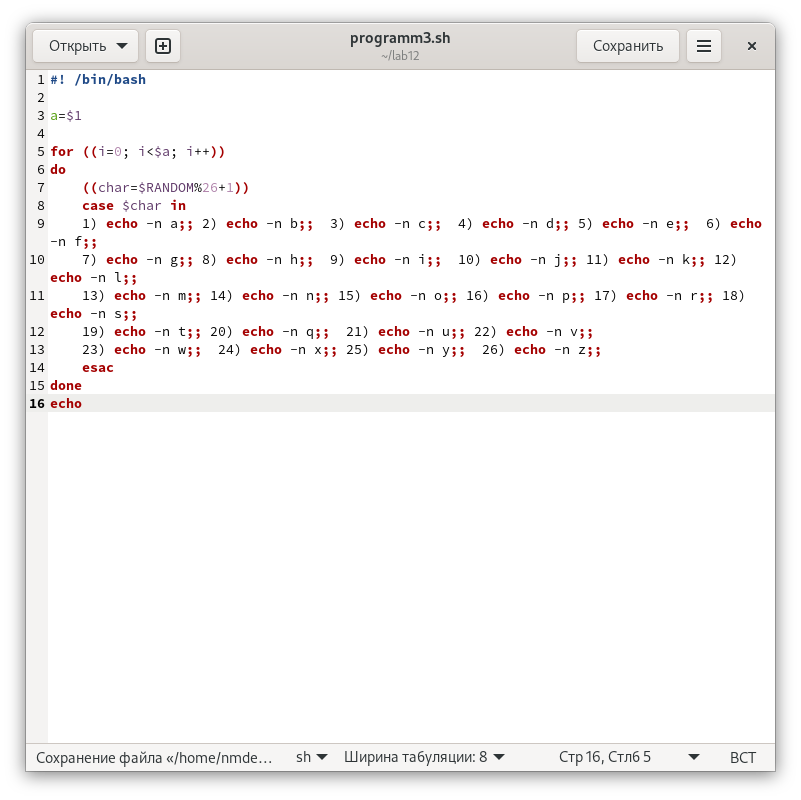 Открыть
programm3.sh
~/lab12
Сохранить
1 #! /bin/bash
2
3 a=$1
4
5 for ((i=0; i<$a; i++))
6 do
7     ((char=$RANDOM%26+1))
8     case $char in
9     1) echo -n a;; 2) echo -n b;;  3) echo -n c;;  4) echo -n d;; 5) echo -n e;;  6) echo
-n f;;
10     7) echo -n g;; 8) echo -n h;;  9) echo -n i;;  10) echo -n j;; 11) echo -n k;; 12)
echo -n l;;
11     13) echo -n m;; 14) echo -n n;; 15) echo -n o;; 16) echo -n p;; 17) echo -n r;; 18)
echo -n s;;
12     19) echo -n t;; 20) echo -n q;;  21) echo -n u;; 22) echo -n v;;
13     23) echo -n w;;  24) echo -n x;; 25) echo -n y;;  26) echo -n z;;
14     esac
15 done
16 echo
Сохранение файла «/home/nmde… sh Ширина табуляции: 8 Стр 16, Стлб 5 ВСТ